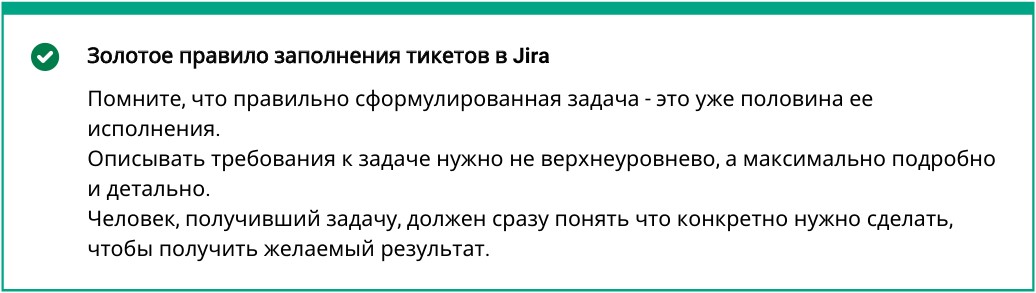 Золотое правило заполнения тикетов в Jira
Помните, что правильно сформулированная задача - это уже половина ее
исполнения.
Описывать требования к задаче нужно не верхнеуровнево, а максимально подробно
и детально.
Человек, получивший задачу, должен сразу понять что конкретно нужно сделать,
чтобы получить желаемый результат.